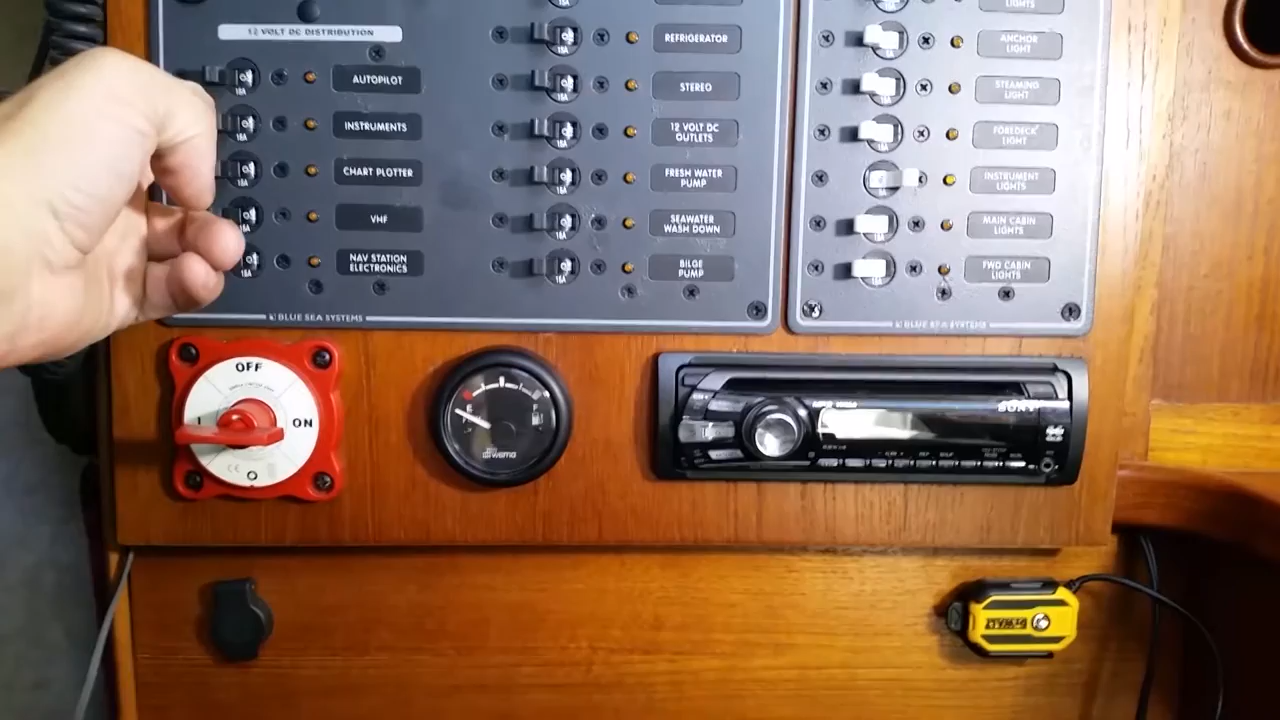 LIGHTS
12 VOLT DC DISTRIBUTION
REFRIGERATOR
ANCHOR
LIGHT
AUTOPILOT
STEREO
STEAMING
LIGHT
INSTRUMENTS
12 VOLT DC
OUTLETS
FOREDECK
LIGHT
CHART PLOTTER
FRESH WATER
PUMP
INSTRUMENT
LIGHTS
VHF
SEAWATER
WASH DOWN
MAIN CABIN
LIGHTS
NAV STATION
ELECTRONICS
BILGE
PUMP
FWD CABIN
LIGHTS
BLUE SEA SYSTEMS
BLUE SEA SYSTEMS
OFF
ON
E
F
wema
SONY
DEWALT